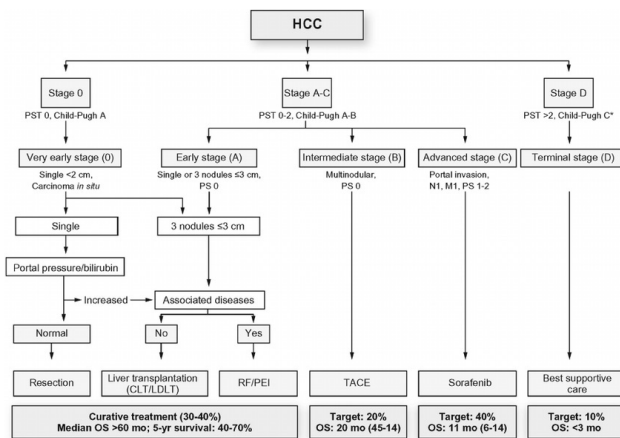 HCC
Stage 0
Stage A-C
Stage D
PST 0, Child-Pugh A
PST 0-2, Child-Pugh A-B
PST >2, Child-Pugh C*
Very early stage (0)
Early stage (A)
Intermediate stage (B)
Advanced stage (C)
Terminal stage (D)
Single <2 cm,
Carcinoma in situ
Single or 3 nodules ≤3 cm,
PS 0
Multinodular,
PS 0
Portal invasion,
N1, M1, PS 1-2
Single
3 nodules ≤3 cm
Portal pressure/bilirubin
Increased
Associated diseases
Normal
No
Yes
Resection
Liver transplantation
(CLT/LDLT)
RF/PEI
TACE
Sorafenib
Best supportive
care
Curative treatment (30-40%)
Median OS >60 mo; 5-yr survival: 40-70%
Target: 20%
OS: 20 mo (45-14)
Target: 40%
OS: 11 mo (6-14)
Target: 10%
OS: <3 mo